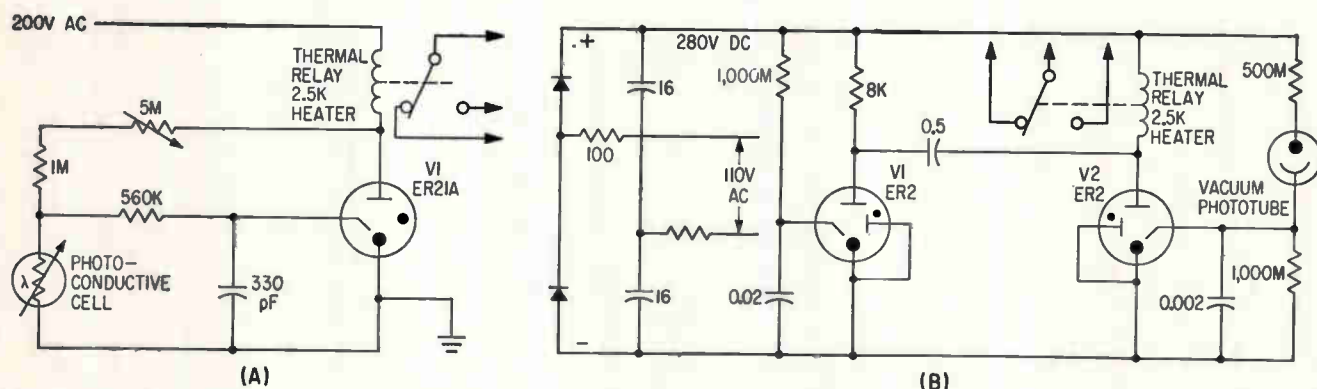 200V AC
THERMAL
RELAY
2.5K
HEATER
5M
1M
560K
V1
ER21A
PHOTO-
CONDUCTIVE
CELL
λ
330
pF
(A)
+
280V DC
1,000M
16
8K
THERMAL
RELAY
2.5K
HEATER
500M
0.5
100
110V
AC
V1
ER2
V2
ER2
VACUUM
PHOTOTUBE
16
0.02
0.002
1,000M
-
(B)